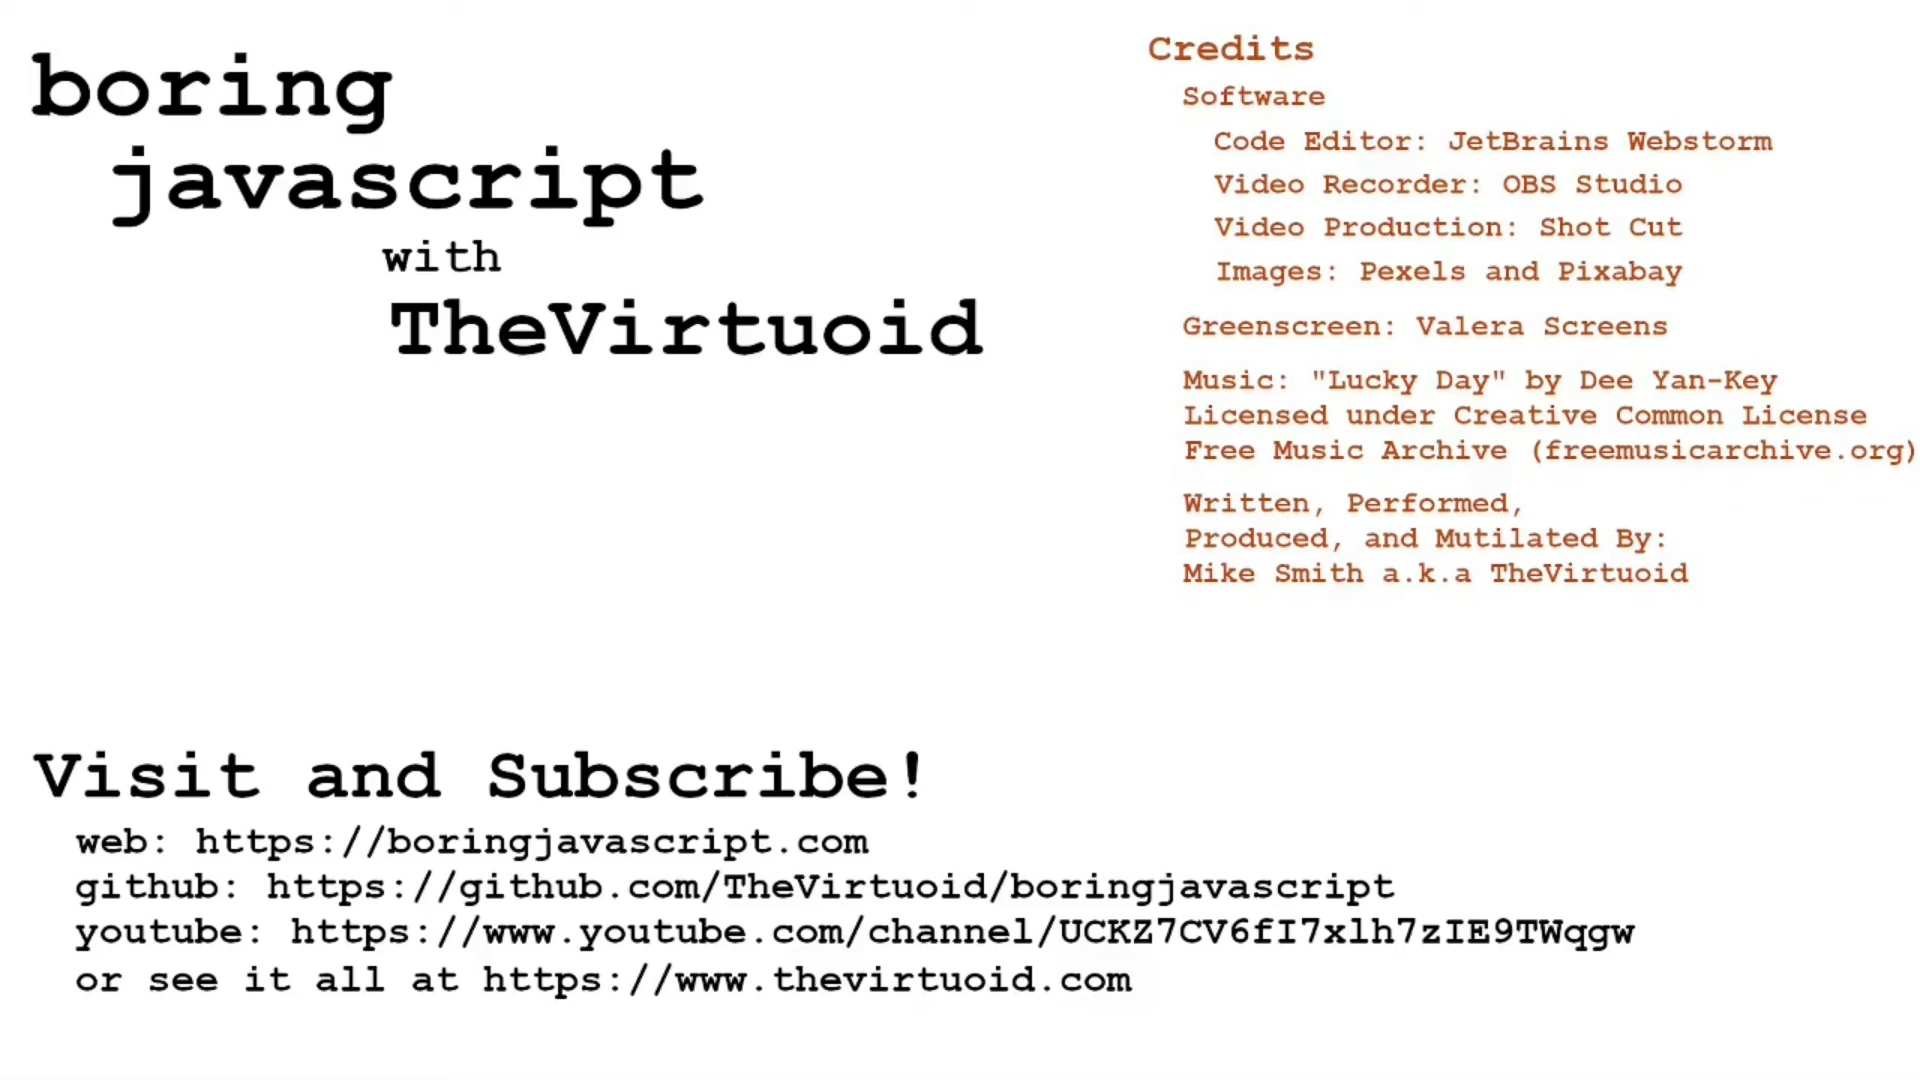 boring
javascript
with
TheVirtuoid
Credits
Software
Code Editor: JetBrains Webstorm
Video Recorder: OBS Studio
Video Production: Shot Cut
Images: Pexels and Pixabay
Greenscreen: Valera Screens
Music: "Lucky Day" by Dee Yan-Key
Licensed under Creative Common License
Free Music Archive (freemusicarchive.org)
Written, Performed,
Produced, and Mutilated By:
Mike Smith a.k.a TheVirtuoid
Visit and Subscribe!
web: https://boringjavascript.com
github: https://github.com/TheVirtuoid/boringjavascript
youtube: https://www.youtube.com/channel/UCKZ7CV6fI7xlh7zIE9TWqgw
or see it all at https://www.thevirtuoid.com